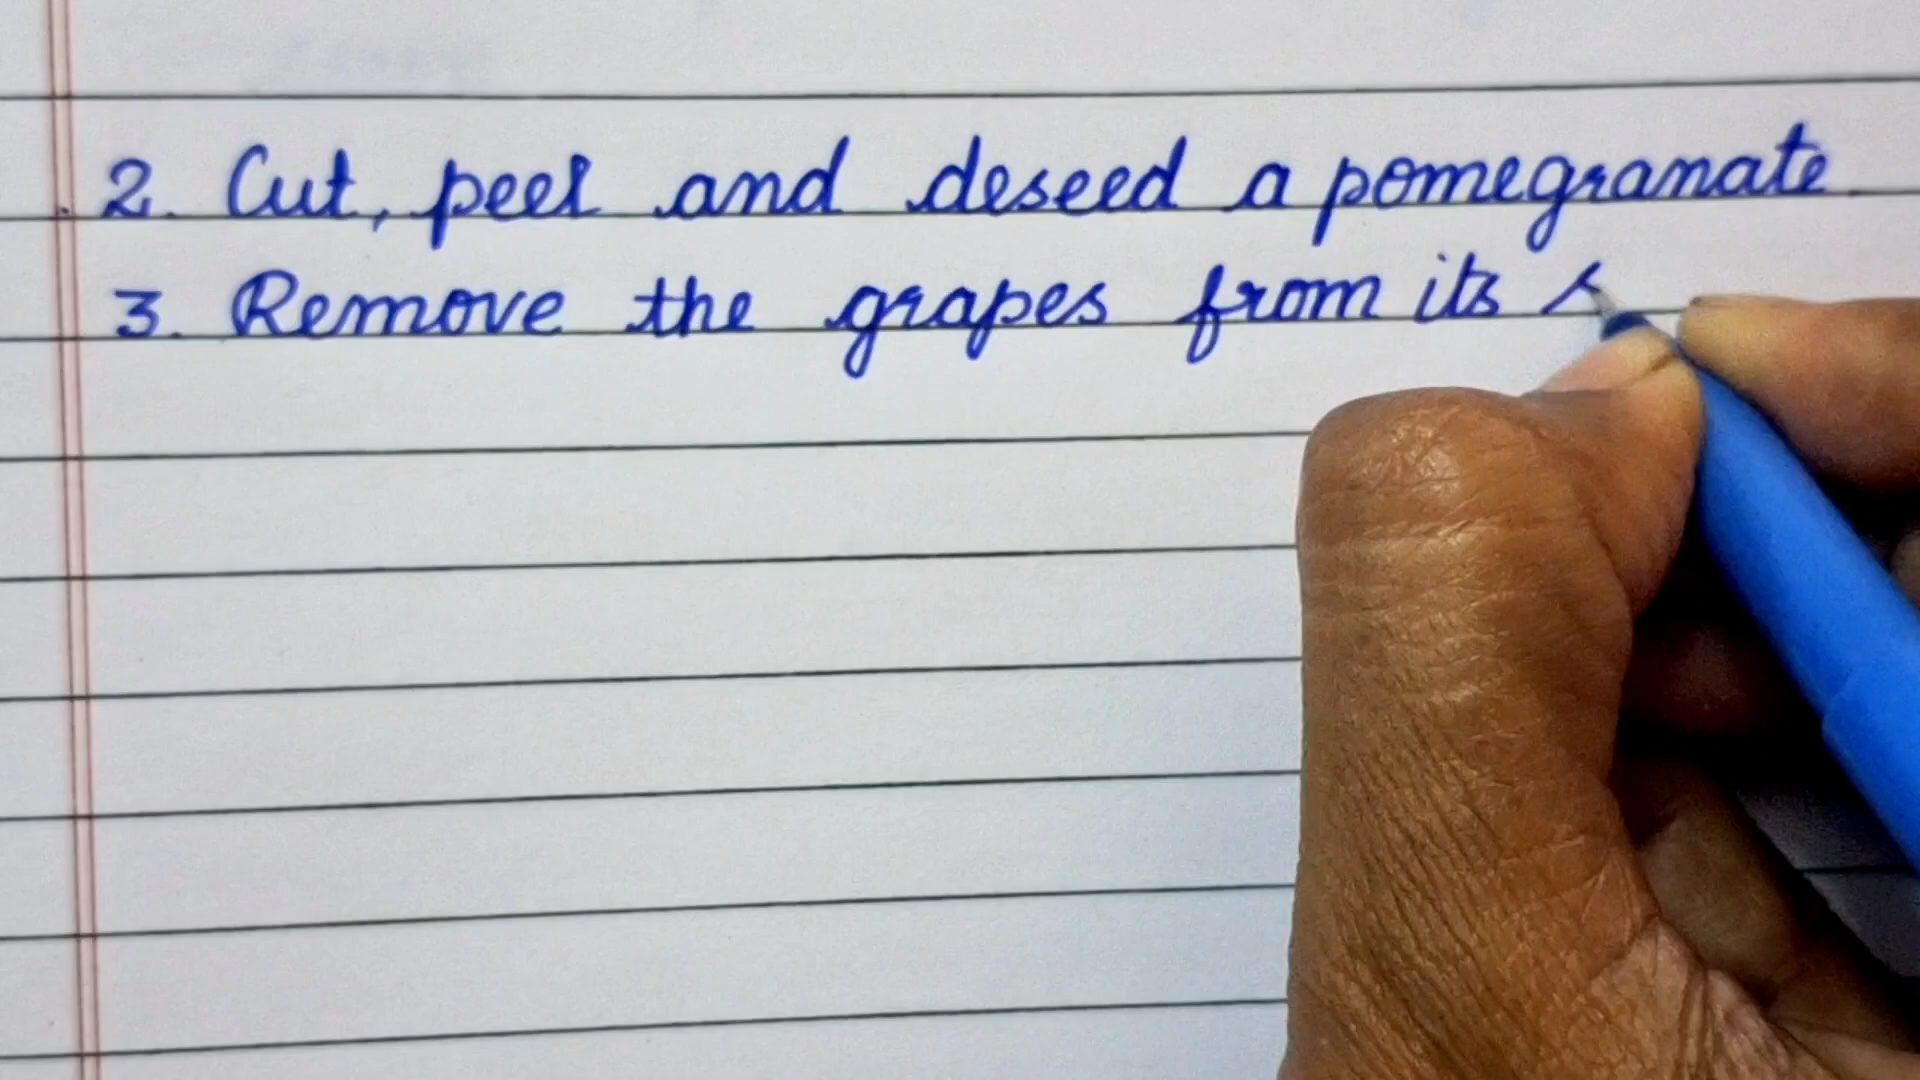 2. Cut, peel and deseed a pomegranate.
3. Remove the grapes from its s